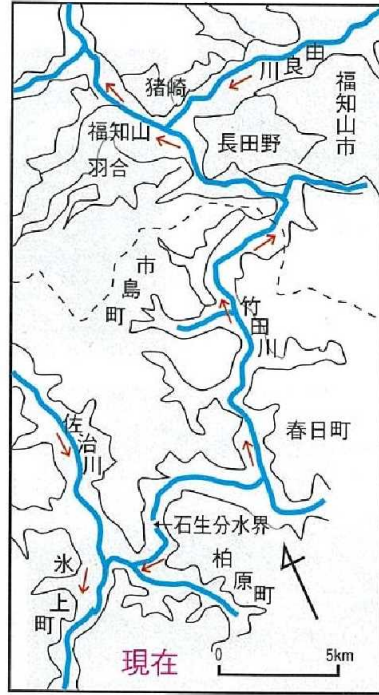 由良川
猪崎
福知山市
福知山
長田野
羽合
市島町
竹田川
佐治川
春日町
石生分水界
氷上町
柏原町
現在
0 5km